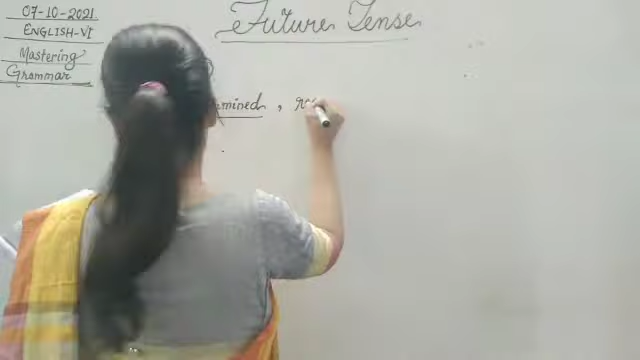 07-10-2021
ENGLISH-VI
Mastering
Grammar
Future Tense
mined,